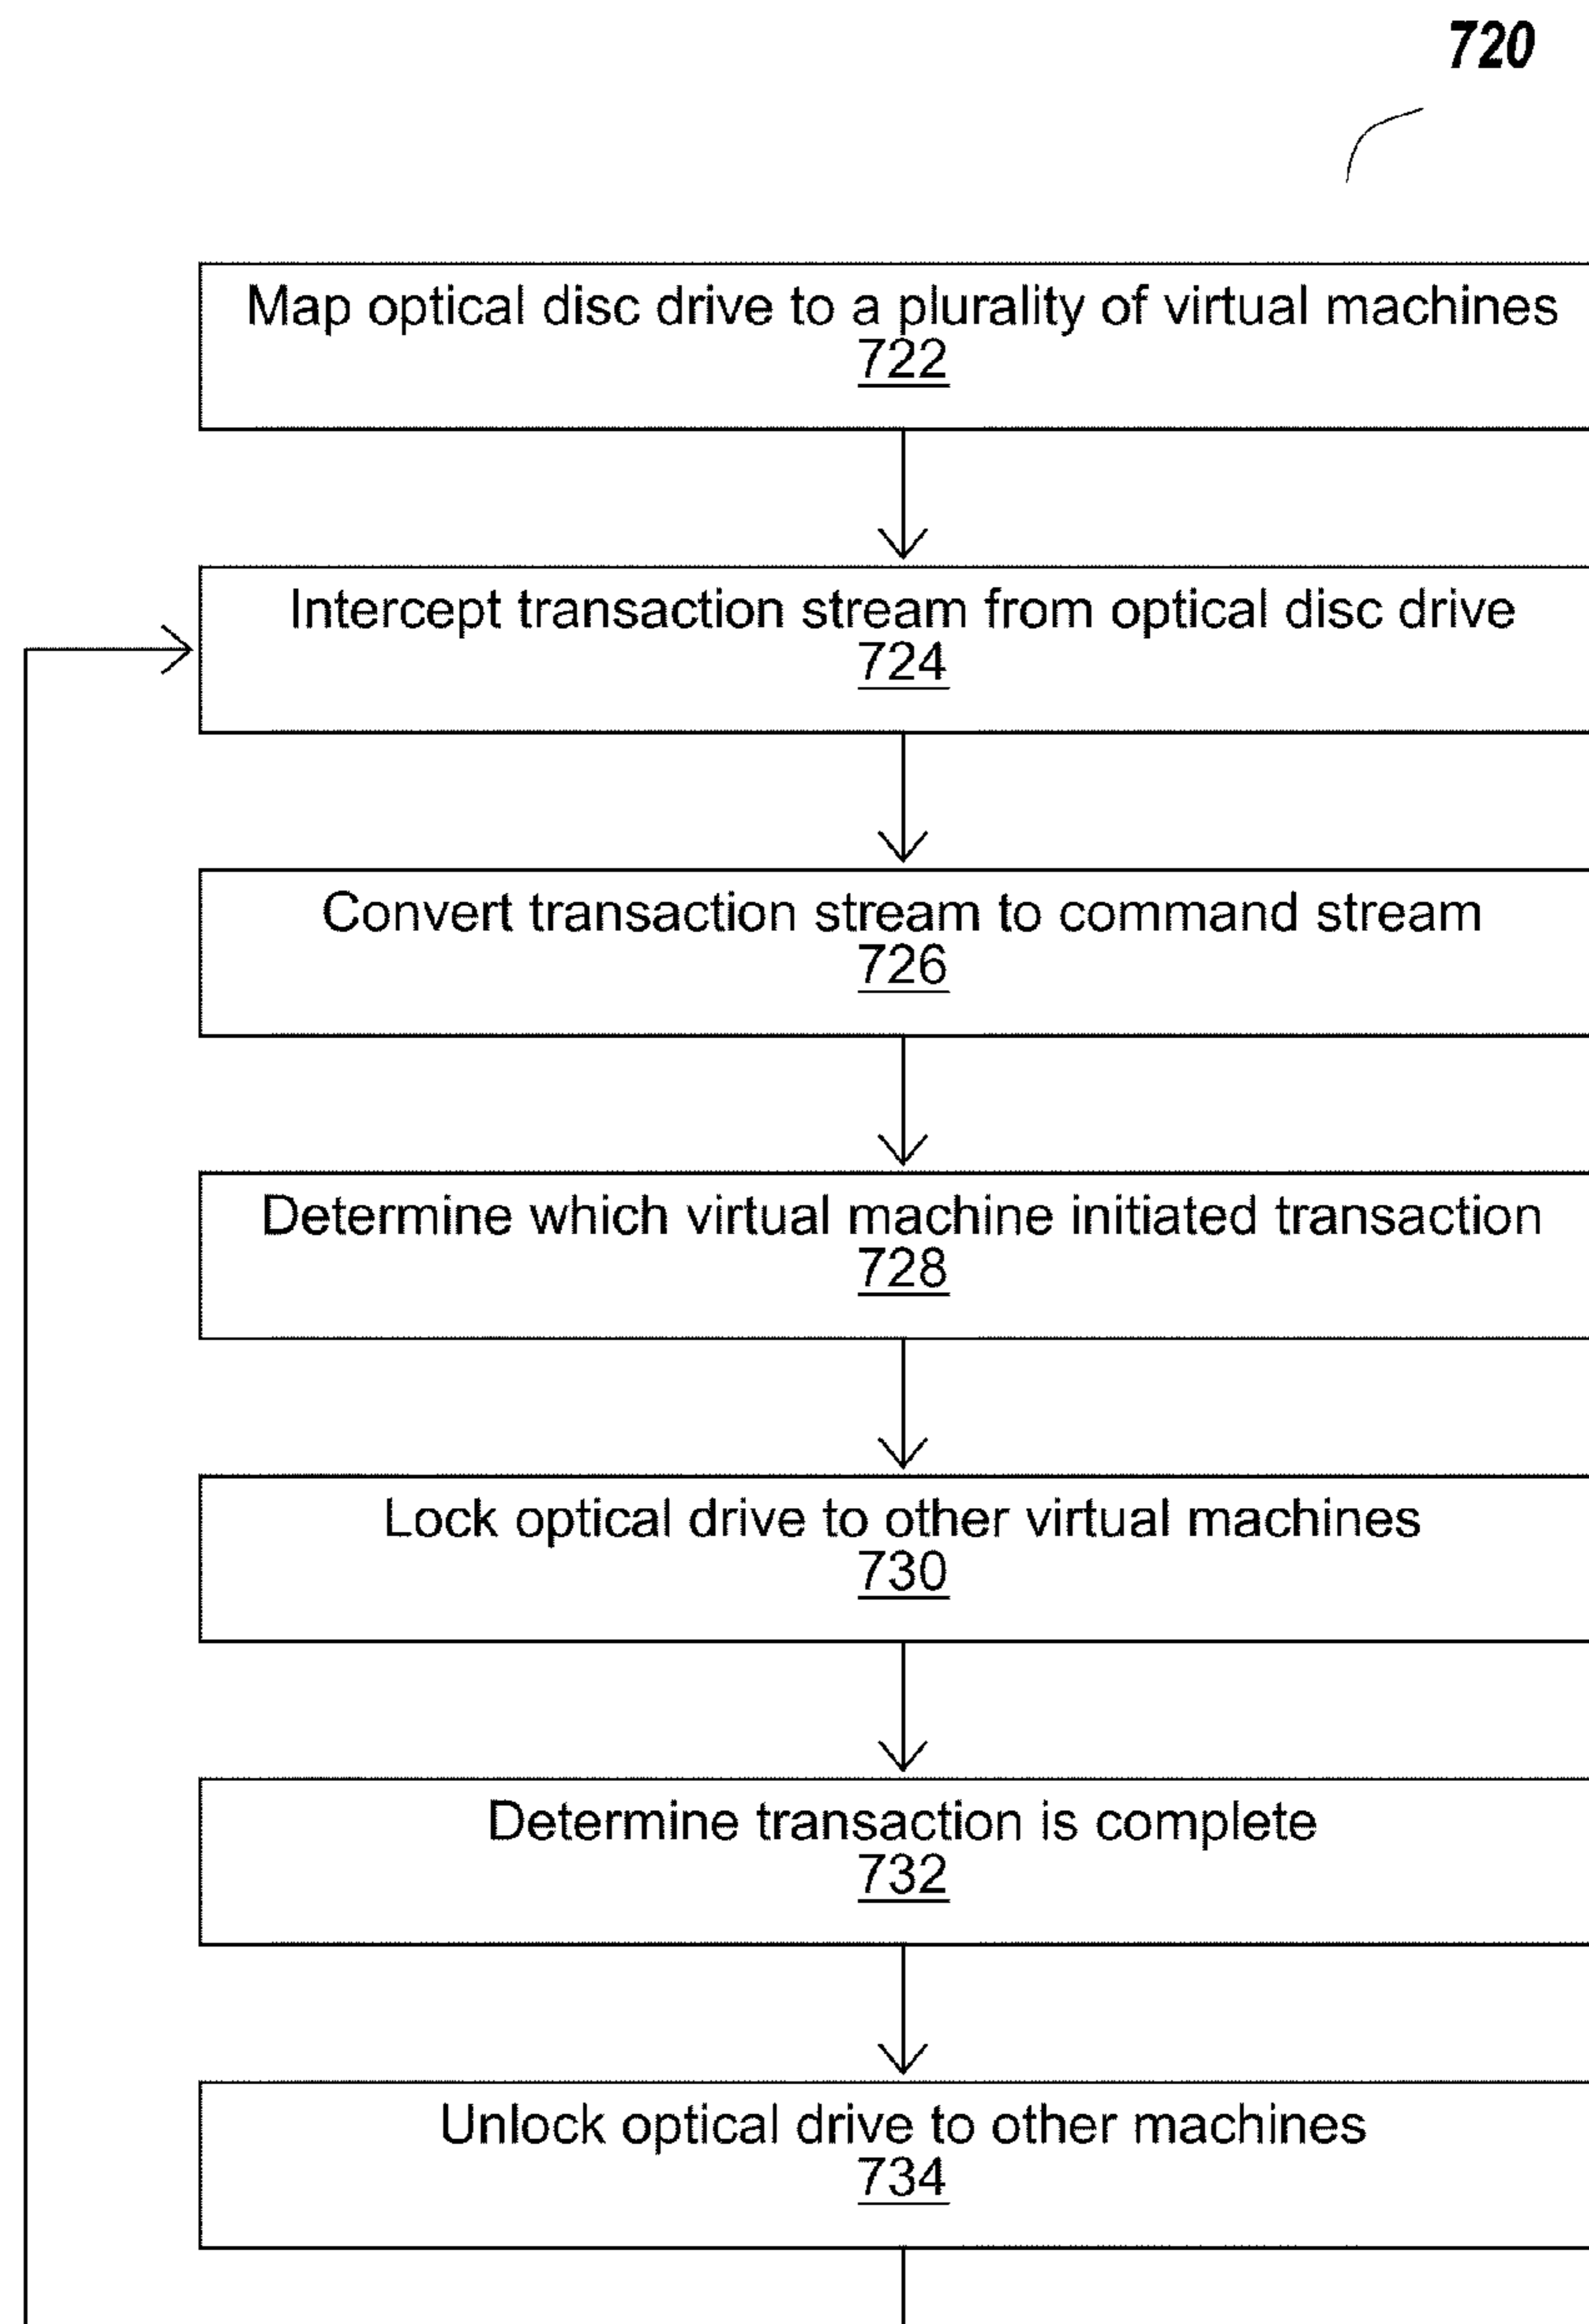 720
Map optical disc drive to a plurality of virtual machines
722
Intercept transaction stream from optical disc drive
724
Convert transaction stream to command stream
726
Determine which virtual machine initiated transaction
728
Lock optical drive to other virtual machines
730
Determine transaction is complete
732
Unlock optical drive to other machines
734